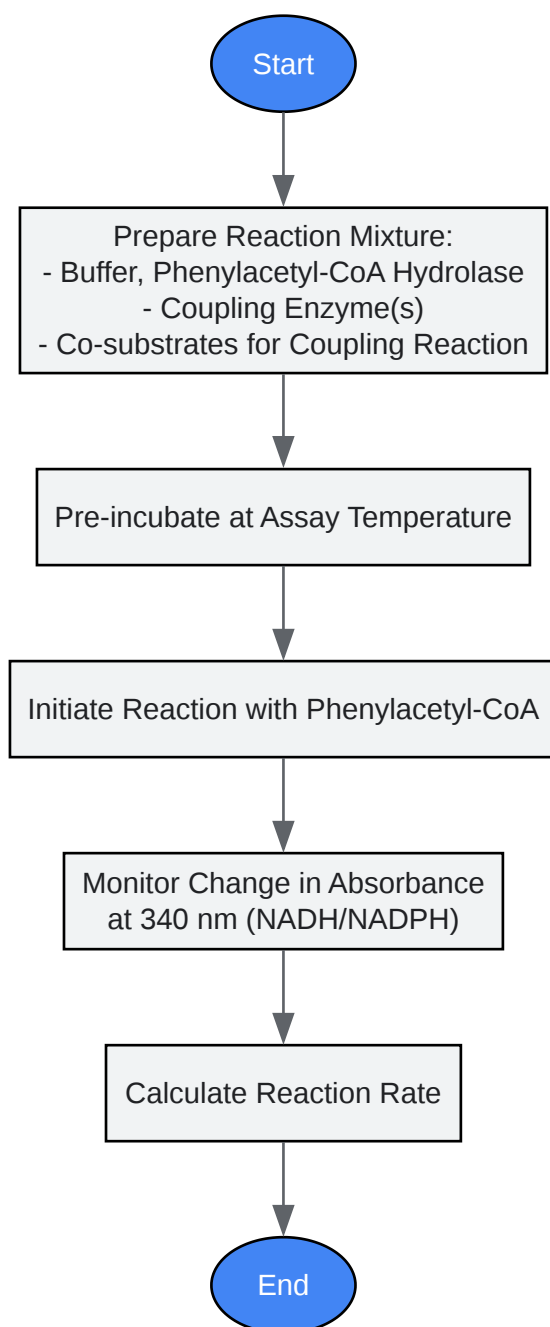 Start
Prepare Reaction Mixture:
- Buffer, Phenylacetyl-CoA Hydrolase
- Coupling Enzyme(s)
- Co-substrates for Coupling Reaction
Pre-incubate at Assay Temperature
Initiate Reaction with Phenylacetyl-CoA
Monitor Change in Absorbance
at 340 nm (NADH/NADPH)
Calculate Reaction Rate
End